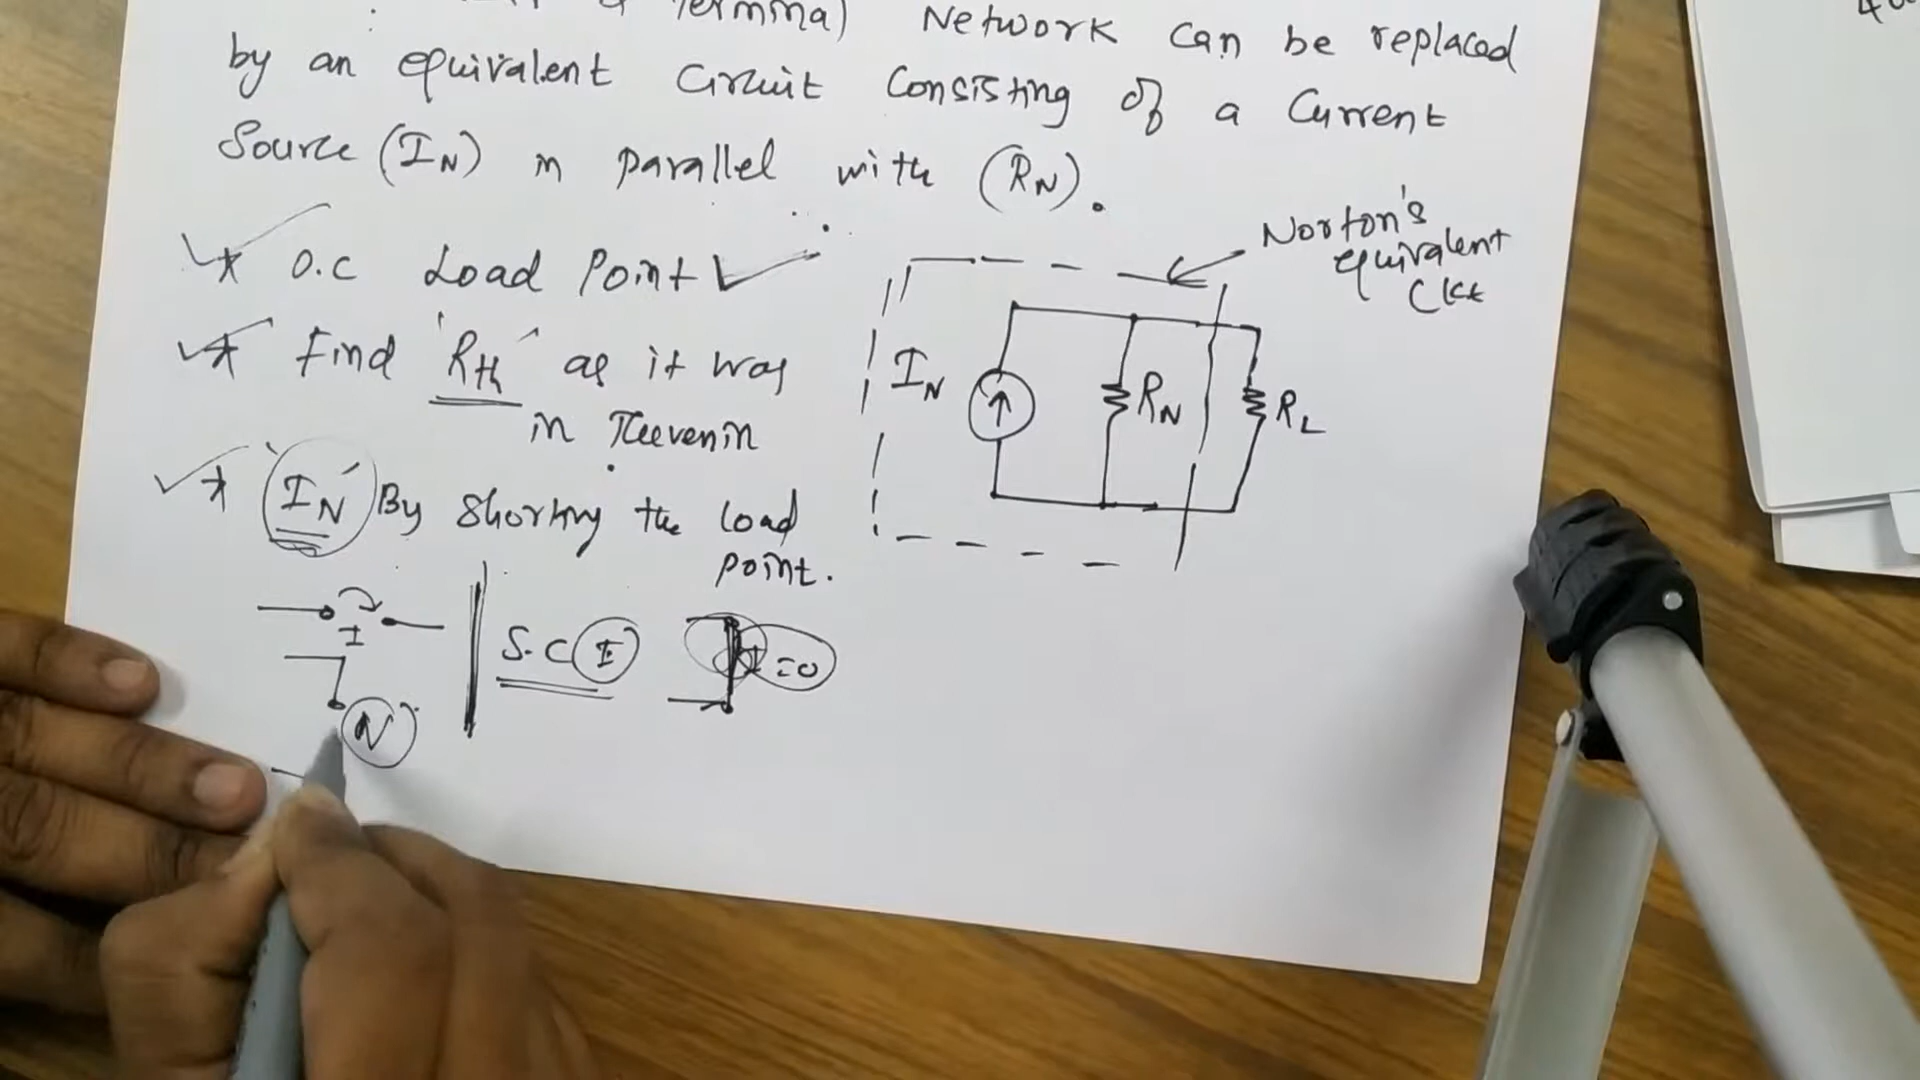 Terminal Network can be replaced
by an equivalent Circuit Consisting of a Current
Source (IN) in parallel with (RN).
* O.C Load Point
* Find 'RTh' as it was
in Thevenin
* 'IN' By Shorting the load
point.
I
N
S.C I
I=0
Norton's
equivalent
Ckt
IN
RN
RL